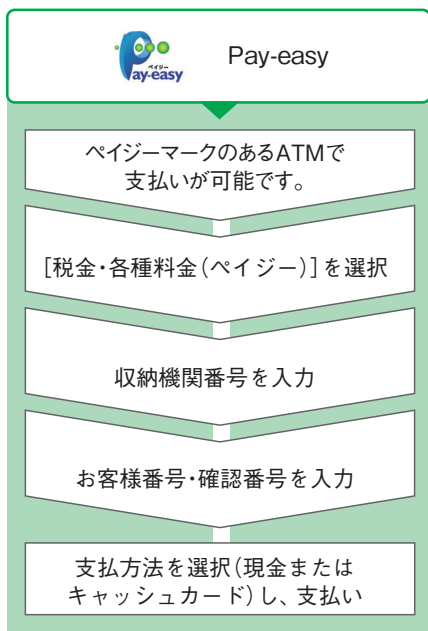 ペイジー
Pay-easy
Pay-easy
ペイジーマークのあるATMで
支払いが可能です。
[税金・各種料金(ペイジー)]を選択
収納機関番号を入力
お客様番号・確認番号を入力
支払方法を選択(現金または
キャッシュカード)し、支払い